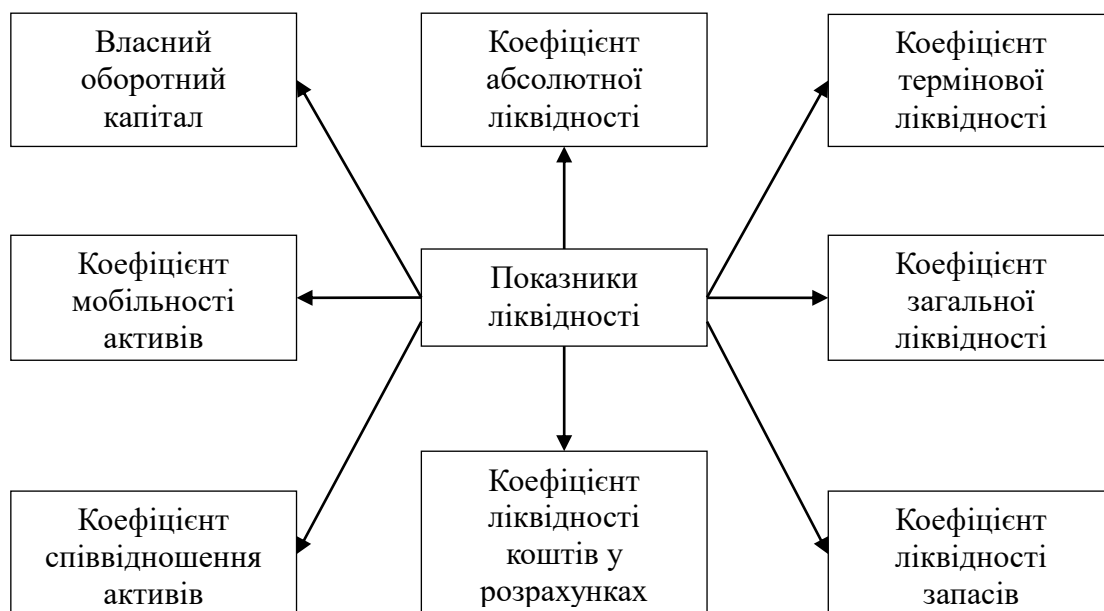 Власний
оборотний
капітал
Коефіцієнт
абсолютної
ліквідності
Коефіцієнт
термінової
ліквідності
Коефіцієнт
мобільності
активів
Показники
ліквідності
Коефіцієнт
загальної
ліквідності
Коефіцієнт
співвідношення
активів
Коефіцієнт
ліквідності
коштів у
розрахунках
Коефіцієнт
ліквідності
запасів